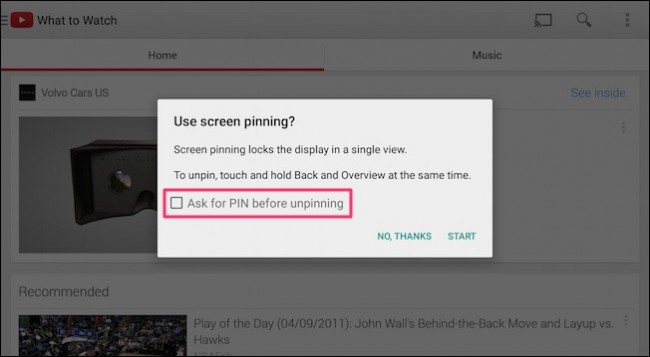 What to Watch
Home
Music
Volvo Cars US
See inside
Use screen pinning?
Screen pinning locks the display in a single view.
To unpin, touch and hold Back and Overview at the same time.
Ask for PIN before unpinning
NO, THANKS
START
Recommended
Play of the Day (04/09/2011): John Wall's Behind-the-Back Move and Layup vs.
Hawks